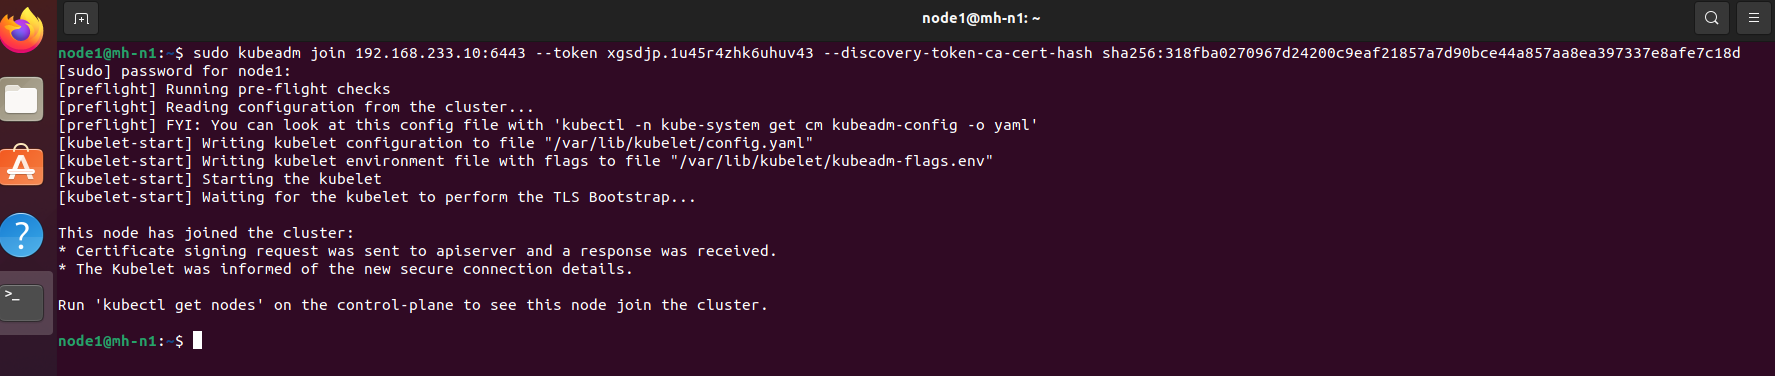 node1@mh-n1: ~
node1@mh-n1:~$ sudo kubeadm join 192.168.233.10:6443 --token xgsdjp.1u45r4zhk6uhuv43 --discovery-token-ca-cert-hash sha256:318fba0270967d24200c9eaf21857a7d90bce44a857aa8ea397337e8afe7c18d
[sudo] password for node1:
[preflight] Running pre-flight checks
[preflight] Reading configuration from the cluster...
[preflight] FYI: You can look at this config file with 'kubectl -n kube-system get cm kubeadm-config -o yaml'
[kubelet-start] Writing kubelet configuration to file "/var/lib/kubelet/config.yaml"
[kubelet-start] Writing kubelet environment file with flags to file "/var/lib/kubelet/kubeadm-flags.env"
[kubelet-start] Starting the kubelet
[kubelet-start] Waiting for the kubelet to perform the TLS Bootstrap...
This node has joined the cluster:
* Certificate signing request was sent to apiserver and a response was received.
* The Kubelet was informed of the new secure connection details.
Run 'kubectl get nodes' on the control-plane to see this node join the cluster.
node1@mh-n1:~$